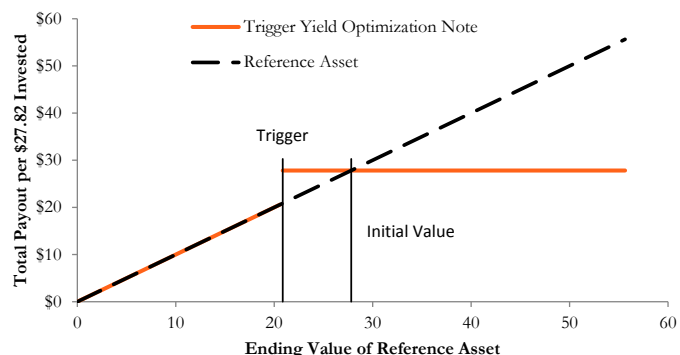 $60
Trigger Yield Optimization Note
$50
Reference Asset
$40
Trigger
$30
$20
Initial Value
$10
$0
0 10 20 30 40 50 60
Total Payout per $27.82 Invested
Ending Value of Reference Asset